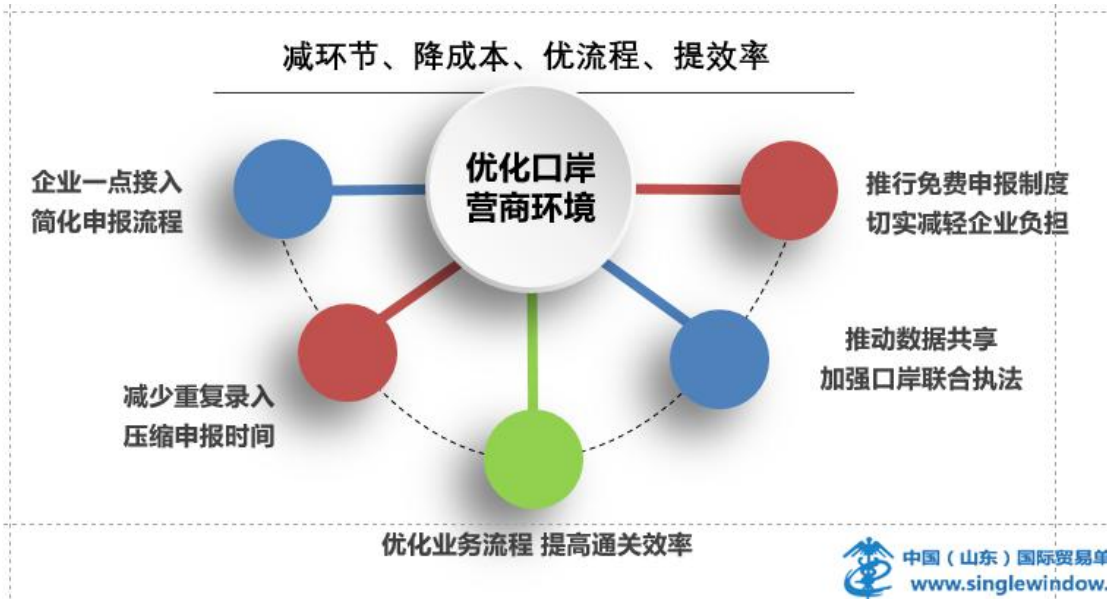 减环节、降成本、优流程、提效率
优化口岸
营商环境
企业一点接入
简化申报流程
减少重复录入
压缩申报时间
优化业务流程 提高通关效率
推动数据共享
加强口岸联合执法
推行免费申报制度
切实减轻企业负担
中国（山东）国际贸易单
www.singlewindow.